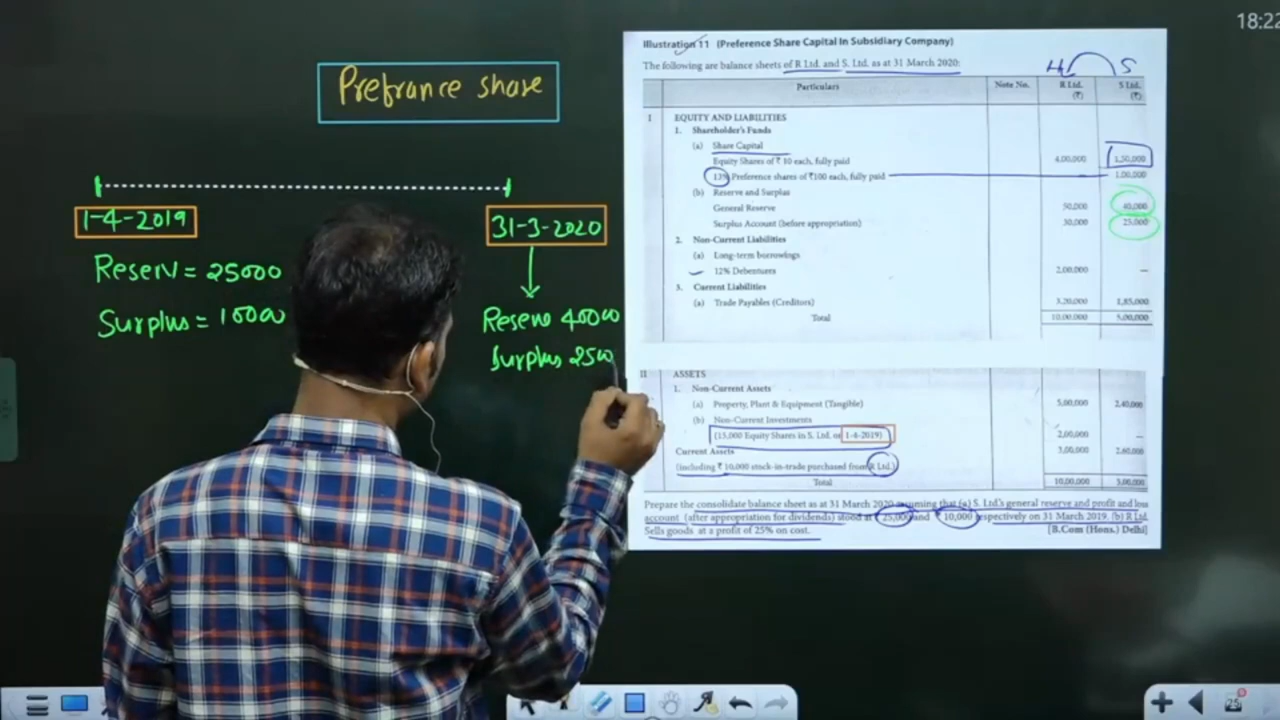 18:22
Prefrance share
1-4-2019
Reserv = 25000
Surplus = 10000
31-3-2020
Reserve 40000
Surplus 2500
Illustration 11 (Preference Share Capital In Subsidiary Company)
The following are balance sheets of R Ltd. and S. Ltd. as at 31 March 2020:
H S
Particulars Note No. R Ltd. (₹) S Ltd. (₹)
I EQUITY AND LIABILITIES
1. Shareholder's Funds
(a) Share Capital
Equity Shares of ₹ 10 each, fully paid 4,00,000 1,50,000
13% Preference shares of ₹100 each, fully paid 1,00,000
(b) Reserve and Surplus
General Reserve 50,000 40,000
Surplus Account (before appropriation) 30,000 25,000
2. Non-Current Liabilities
(a) Long-term borrowings
12% Debentures 2,00,000 —
3. Current Liabilities
(a) Trade Payables (Creditors) 3,20,000 1,85,000
Total 10,00,000 5,00,000
II ASSETS
1. Non-Current Assets
(a) Property, Plant & Equipment (Tangible) 5,00,000 2,40,000
(b) Non-Current Investments
(15,000 Equity Shares in S. Ltd. on 1-4-2019) 2,00,000 —
Current Assets 3,00,000 2,60,000
(including ₹ 10,000 stock-in-trade purchased from R Ltd.)
Total 10,00,000 5,00,000
Prepare the consolidate balance sheet as at 31 March 2020 assuming that (a) S. Ltd's general reserve and profit and loss
account (after appropriation for dividends) stood at 25,000 and ₹ 10,000 respectively on 31 March 2019. (b) R Ltd.
Sells goods at a profit of 25% on cost. [B.Com (Hons.) Delhi]